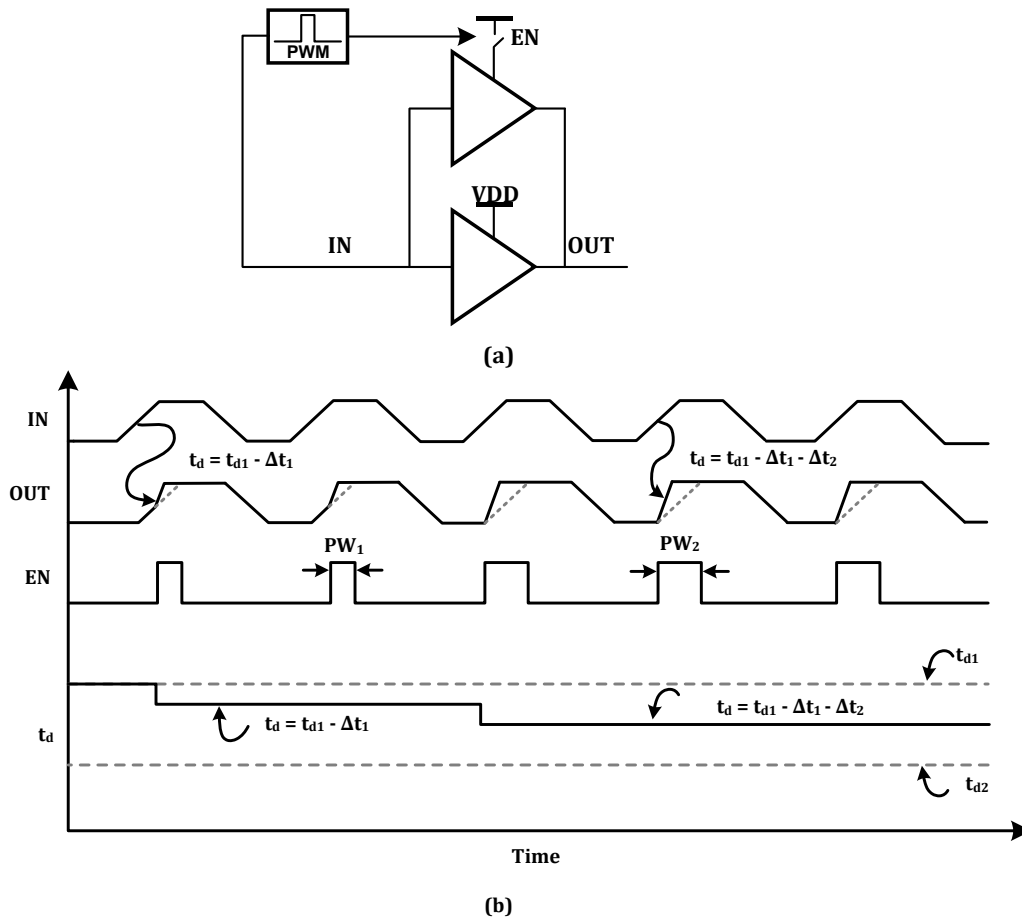 EN
PWM
VDD
IN
OUT
(a)
IN
t_d = t_d1 - Δt_1
t_d = t_d1 - Δt_1 - Δt_2
OUT
PW_1
PW_2
EN
t_d1
t_d = t_d1 - Δt_1
t_d = t_d1 - Δt_1 - Δt_2
t_d
t_d2
Time
(b)